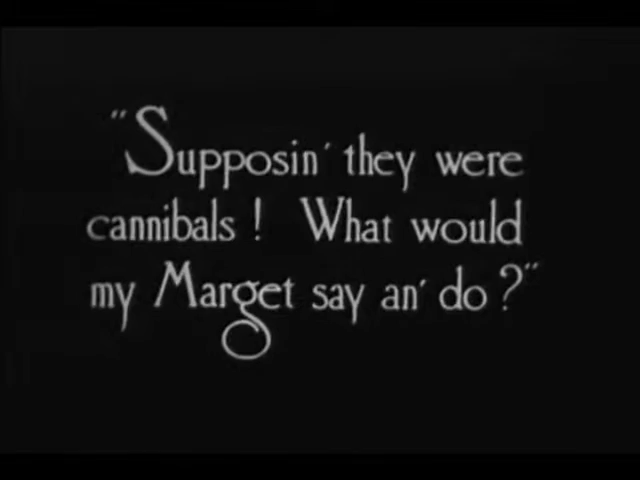 "Supposin' they were
cannibals! What would
my Marget say an' do?"